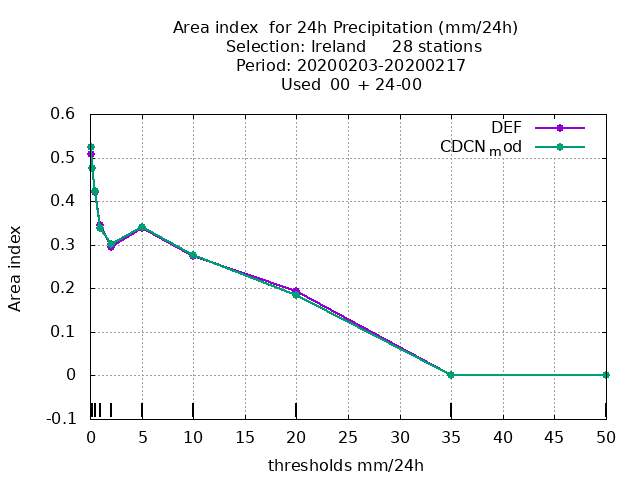 Area index  for 24h Precipitation (mm/24h)
Selection: Ireland     28 stations
Period: 20200203-20200217
Used  00 + 24-00
DEF
CDCN_mod
Area index
0.6
0.5
0.4
0.3
0.2
0.1
0
-0.1
0 5 10 15 20 25 30 35 40 45 50
thresholds mm/24h